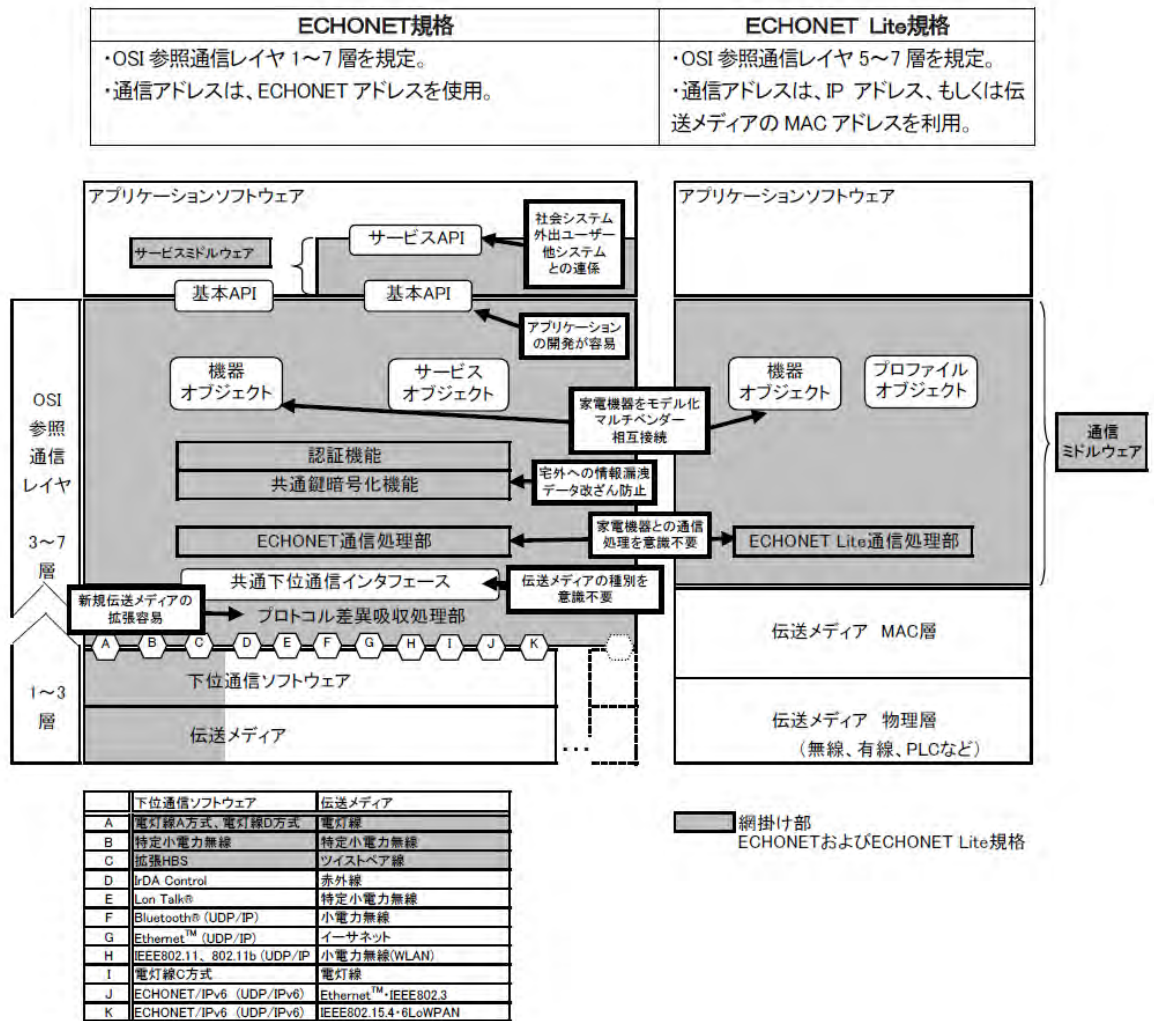 ECHONET規格
ECHONET Lite規格
・OSI 参照通信レイヤ 1～7 層を規定。
・通信アドレスは、ECHONET アドレスを使用。
・OSI 参照通信レイヤ 5～7 層を規定。
・通信アドレスは、IP アドレス、もしくは伝
送メディアの MAC アドレスを利用。
アプリケーションソフトウェア
サービスミドルウェア
サービスAPI
社会システム
外出ユーザー
他システム
との連係
基本API
基本API
アプリケーション
の開発が容易
機器
オブジェクト
サービス
オブジェクト
家電機器をモデル化
マルチベンダー
相互接続
認証機能
共通鍵暗号化機能
宅外への情報漏洩
データ改ざん防止
ECHONET通信処理部
家電機器との通信
処理を意識不要
共通下位通信インタフェース
伝送メディアの種別を
意識不要
新規伝送メディアの
拡張容易
プロトコル差異吸収処理部
A
B
C
D
E
F
G
H
I
J
K
下位通信ソフトウェア
伝送メディア
...
OSI
参照
通信
レイヤ
3～7
層
1～3
層
アプリケーションソフトウェア
機器
オブジェクト
プロファイル
オブジェクト
ECHONET Lite通信処理部
通信
ミドルウェア
伝送メディア MAC層
伝送メディア 物理層
（無線、有線、PLCなど）
下位通信ソフトウェア 伝送メディア
A 電灯線A方式、電灯線D方式 電灯線
B 特定小電力無線 特定小電力無線
C 拡張HBS ツイストペア線
D IrDA Control 赤外線
E Lon Talk® 特定小電力無線
F Bluetooth® (UDP/IP) 小電力無線
G Ethernet™ (UDP/IP) イーサネット
H IEEE802.11、802.11b (UDP/IP 小電力無線(WLAN)
I 電灯線C方式 電灯線
J ECHONET/IPv6 (UDP/IPv6) Ethernet™・IEEE802.3
K ECHONET/IPv6 (UDP/IPv6) IEEE802.15.4・6LoWPAN
網掛け部
ECHONETおよびECHONET Lite規格